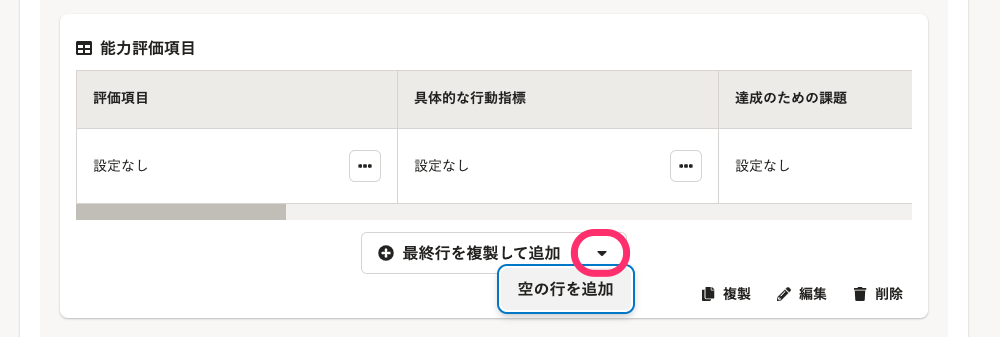 能力評価項目
評価項目 具体的な行動指標 達成のための課題
設定なし 設定なし 設定なし
最終行を複製して追加
空の行を追加
複製 編集 削除